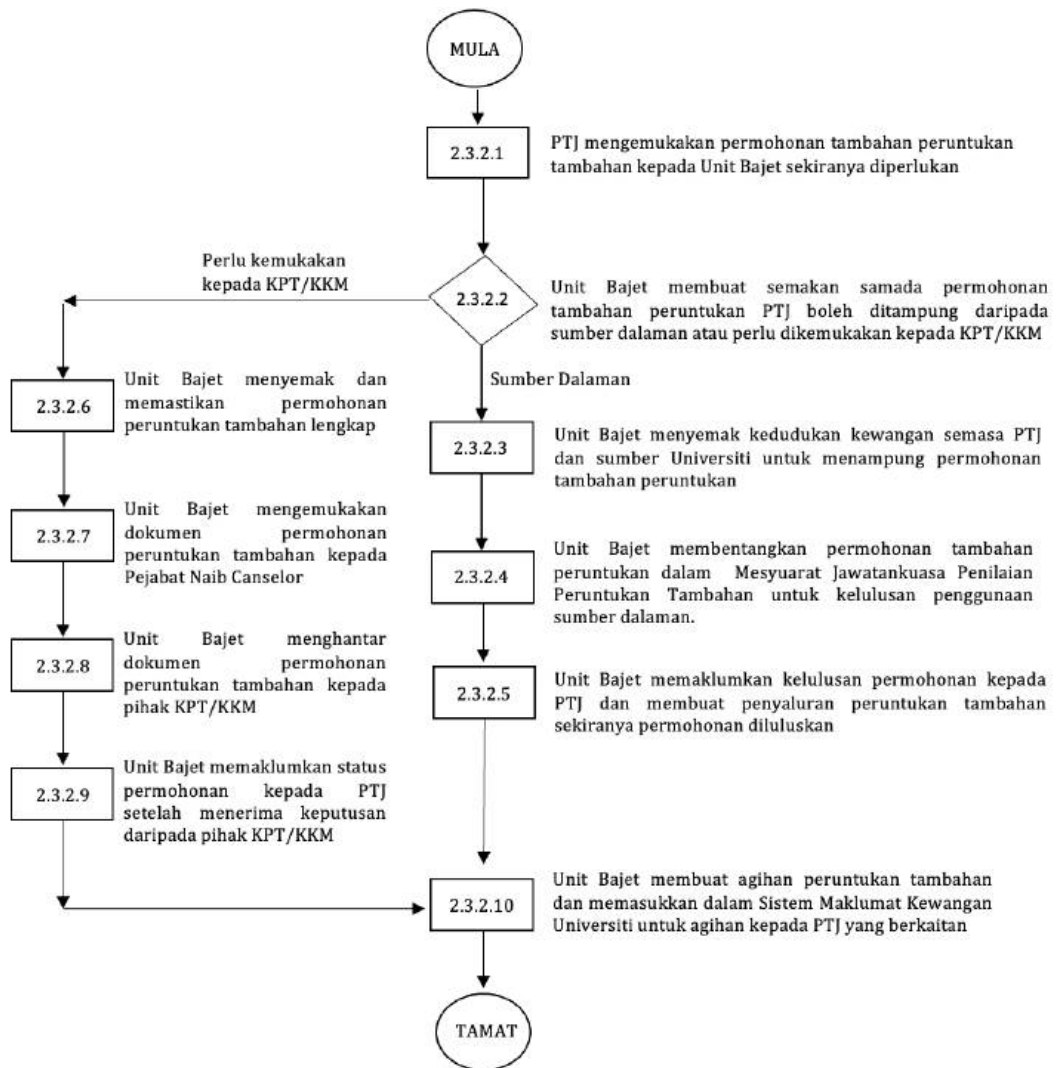 MULA
2.3.2.1
PTJ mengemukakan permohonan tambahan peruntukan
tambahan kepada Unit Bajet sekiranya diperlukan
Perlu kemukakan
kepada KPT/KKM
2.3.2.2
Unit Bajet membuat semakan samada permohonan
tambahan peruntukan PTJ boleh ditampung daripada
sumber dalaman atau perlu dikemukakan kepada KPT/KKM
Sumber Dalaman
2.3.2.6
Unit Bajet menyemak dan
memastikan permohonan
peruntukan tambahan lengkap
2.3.2.3
Unit Bajet menyemak kedudukan kewangan semasa PTJ
dan sumber Universiti untuk menampung permohonan
tambahan peruntukan
2.3.2.7
Unit Bajet mengemukakan
dokumen permohonan
peruntukan tambahan kepada
Pejabat Naib Canselor
2.3.2.4
Unit Bajet membentangkan permohonan tambahan
peruntukan dalam Mesyuarat Jawatankuasa Penilaian
Peruntukan Tambahan untuk kelulusan penggunaan
sumber dalaman.
2.3.2.8
Unit Bajet menghantar
dokumen permohonan
peruntukan tambahan kepada
pihak KPT/KKM
2.3.2.5
Unit Bajet memaklumkan kelulusan permohonan kepada
PTJ dan membuat penyaluran peruntukan tambahan
sekiranya permohonan diluluskan
2.3.2.9
Unit Bajet memaklumkan status
permohonan kepada PTJ
setelah menerima keputusan
daripada pihak KPT/KKM
2.3.2.10
Unit Bajet membuat agihan peruntukan tambahan
dan memasukkan dalam Sistem Maklumat Kewangan
Universiti untuk agihan kepada PTJ yang berkaitan
TAMAT